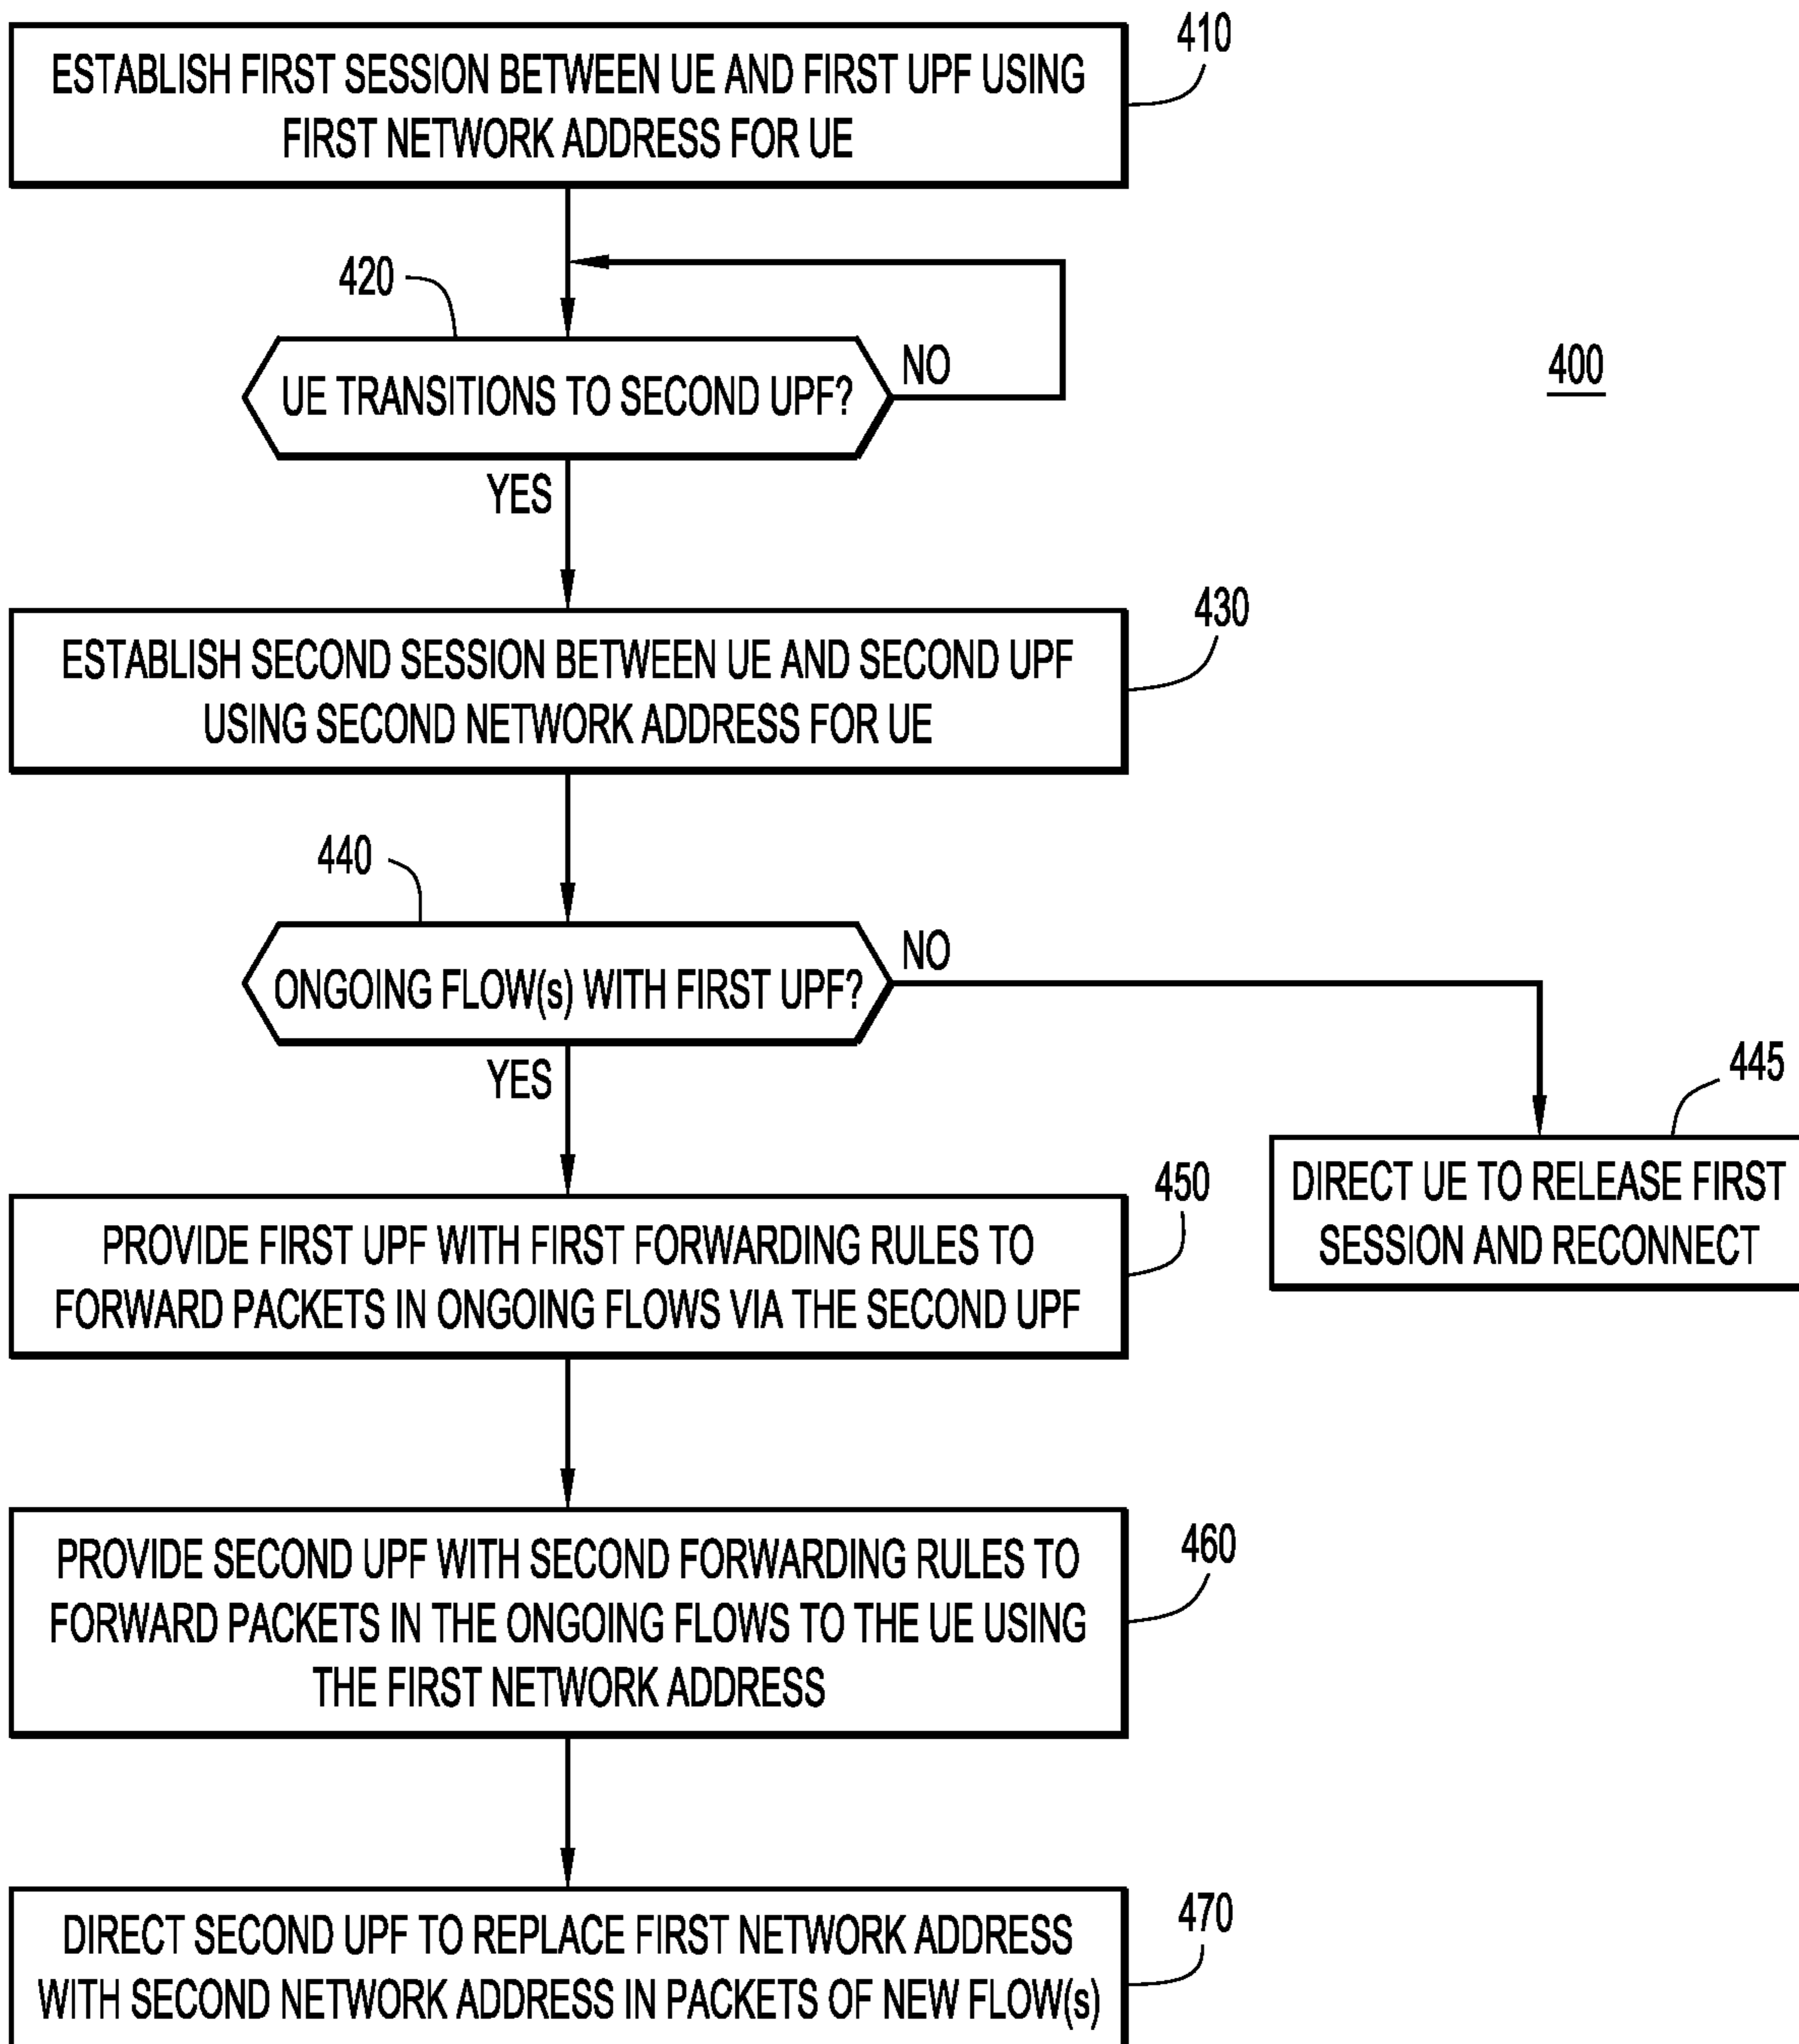 410
ESTABLISH FIRST SESSION BETWEEN UE AND FIRST UPF USING
FIRST NETWORK ADDRESS FOR UE
420
UE TRANSITIONS TO SECOND UPF?
NO
400
YES
430
ESTABLISH SECOND SESSION BETWEEN UE AND SECOND UPF
USING SECOND NETWORK ADDRESS FOR UE
440
ONGOING FLOW(s) WITH FIRST UPF?
NO
YES
445
DIRECT UE TO RELEASE FIRST
SESSION AND RECONNECT
450
PROVIDE FIRST UPF WITH FIRST FORWARDING RULES TO
FORWARD PACKETS IN ONGOING FLOWS VIA THE SECOND UPF
460
PROVIDE SECOND UPF WITH SECOND FORWARDING RULES TO
FORWARD PACKETS IN THE ONGOING FLOWS TO THE UE USING
THE FIRST NETWORK ADDRESS
470
DIRECT SECOND UPF TO REPLACE FIRST NETWORK ADDRESS
WITH SECOND NETWORK ADDRESS IN PACKETS OF NEW FLOW(s)